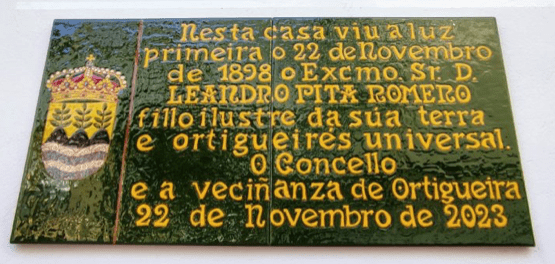 Nesta casa viu a luz
primeira o 22 de Novembro
de 1898 o Excmo. Sr. D.
LEANDRO PITA ROMERO
fillo ilustre da súa terra
e ortigueirés universal.
O Concello
e a veciñanza de Ortigueira
22 de Novembro de 2023